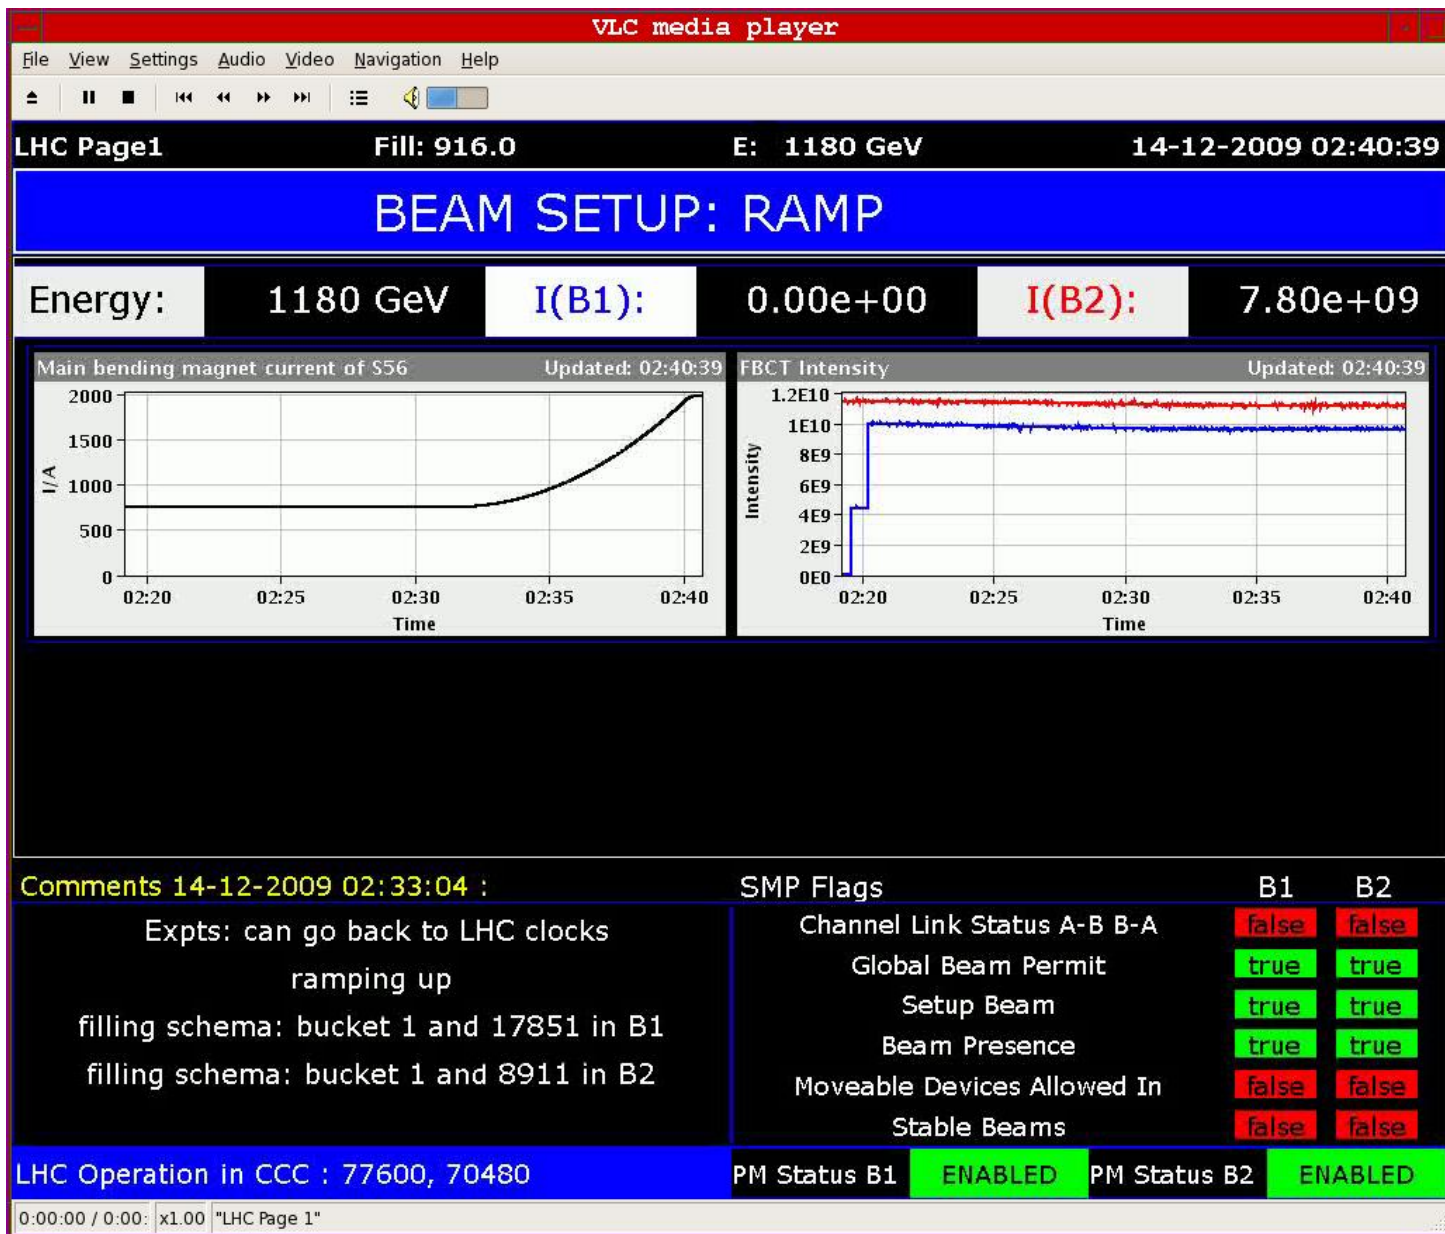 VLC media player
File View Settings Audio Video Navigation Help
LHC Page1 Fill: 916.0 E: 1180 GeV 14-12-2009 02:40:39
BEAM SETUP: RAMP
Energy: 1180 GeV I(B1): 0.00e+00 I(B2): 7.80e+09
Main bending magnet current of S56 Updated: 02:40:39
2000
1500
1000
500
0
I/A
02:20 02:25 02:30 02:35 02:40
Time
FBCT Intensity Updated: 02:40:39
1.2E10
1E10
8E9
6E9
4E9
2E9
0E0
Intensity
02:20 02:25 02:30 02:35 02:40
Time
Comments 14-12-2009 02:33:04 :
Expts: can go back to LHC clocks
ramping up
filling schema: bucket 1 and 17851 in B1
filling schema: bucket 1 and 8911 in B2
SMP Flags B1 B2
Channel Link Status A-B B-A false false
Global Beam Permit true true
Setup Beam true true
Beam Presence true true
Moveable Devices Allowed In false false
Stable Beams false false
LHC Operation in CCC : 77600, 70480 PM Status B1 ENABLED PM Status B2 ENABLED
0:00:00 / 0:00: x1.00 "LHC Page 1"